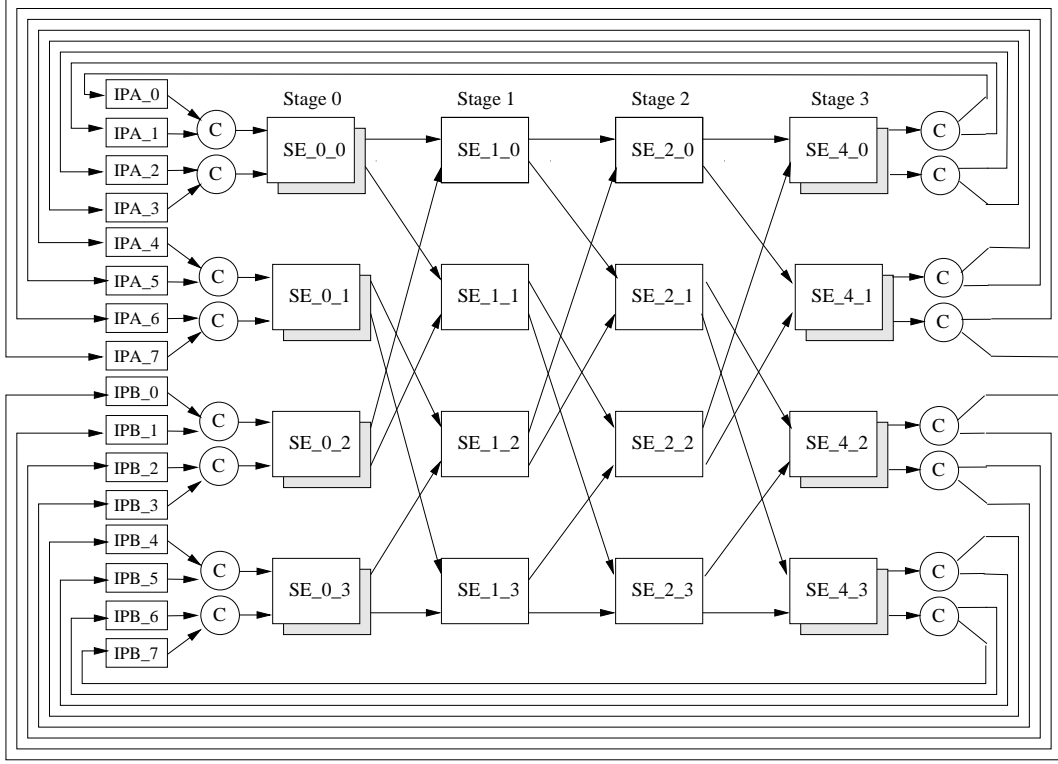 IPA_0
Stage 0 Stage 1 Stage 2 Stage 3
IPA_1 C C
SE_0_0 SE_1_0 SE_2_0 SE_4_0
IPA_2 C C
IPA_3
IPA_4
IPA_5 C C
SE_0_1 SE_1_1 SE_2_1 SE_4_1
IPA_6 C C
IPA_7
IPB_0
IPB_1 C C
SE_0_2 SE_1_2 SE_2_2 SE_4_2
IPB_2 C C
IPB_3
IPB_4
IPB_5 C C
SE_0_3 SE_1_3 SE_2_3 SE_4_3
IPB_6 C C
IPB_7